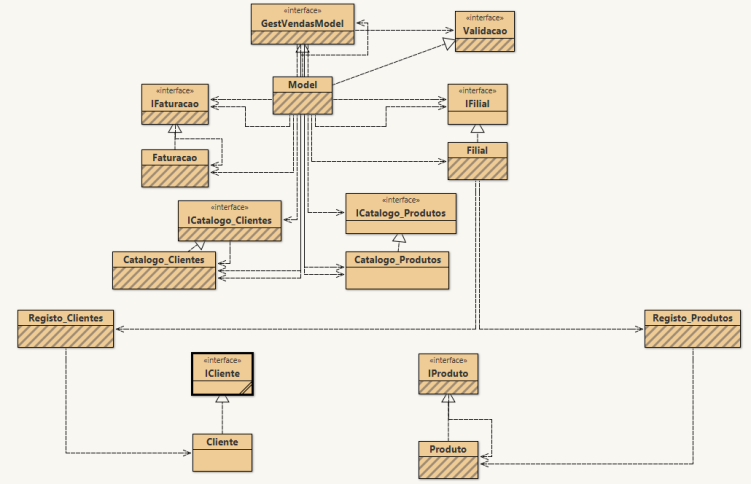 «interface»
GestVendasModel
«interface»
Validacao
Model
«interface»
IFaturacao
«interface»
IFilial
Faturacao
Filial
«interface»
ICatalogo_Clientes
«interface»
ICatalogo_Produtos
Catalogo_Clientes
Catalogo_Produtos
Registo_Clientes
Registo_Produtos
«interface»
ICliente
«interface»
IProduto
Cliente
Produto